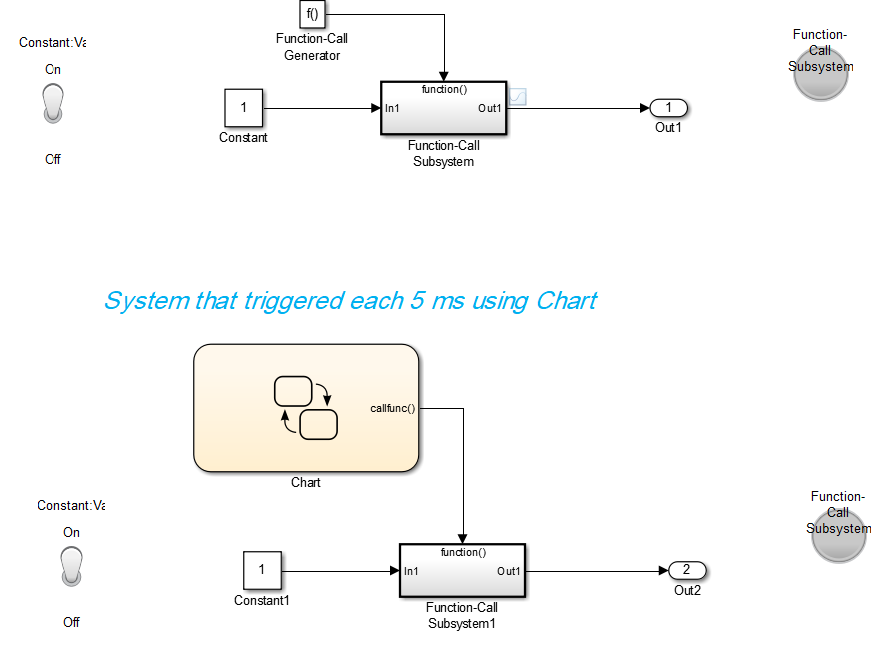 f()
Function-Call
Generator
Constant:Va
On
Off
1
Constant
function()
In1
Out1
Function-Call
Subsystem
1
Out1
Function-
Call
Subsystem
System that triggered each 5 ms using Chart
callfunc()
Chart
Constant:Va
On
Off
1
Constant1
function()
In1
Out1
Function-Call
Subsystem1
2
Out2
Function-
Call
Subsystem